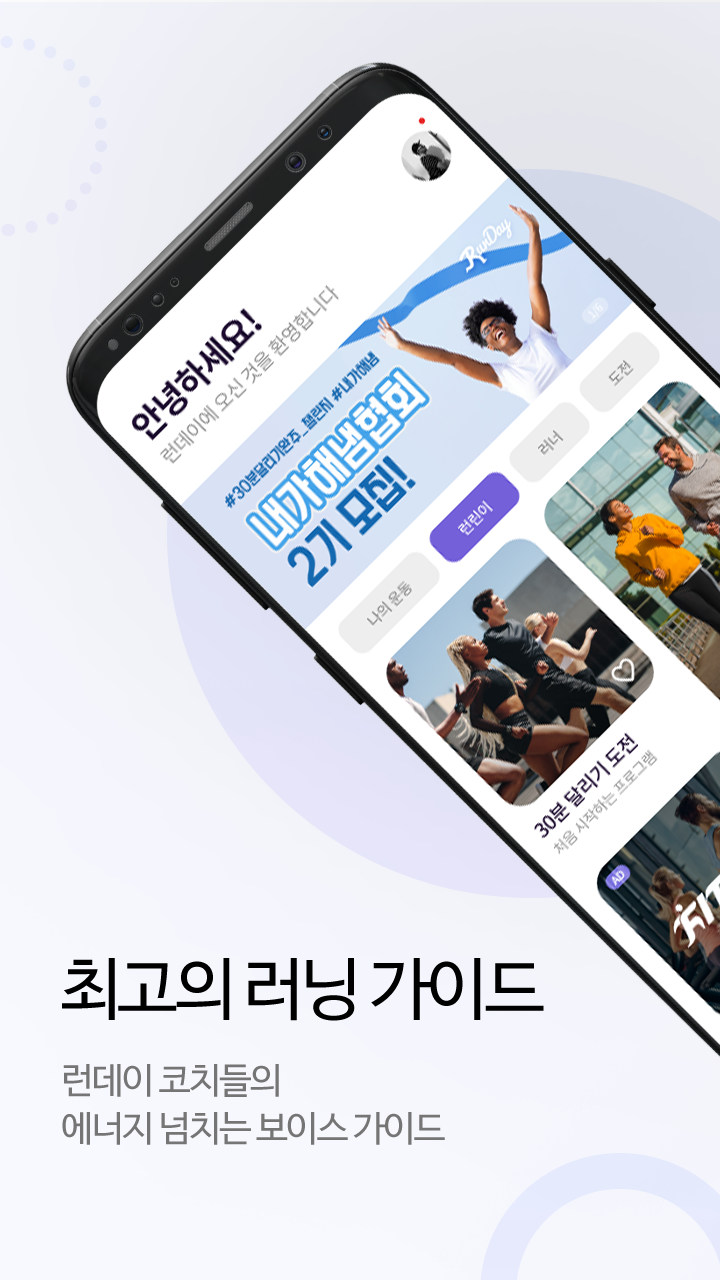 안녕하세요!
런데이에 오신 것을 환영합니다
RunDay
#30분달리기완주_챌린지 #내가해냄
내가해냄협회
2기 모집!
1/6
나의 운동
런린이
러너
도전
30분 달리기 도전
처음 시작하는 프로그램
AD
최고의 러닝 가이드
런데이 코치들의
에너지 넘치는 보이스 가이드